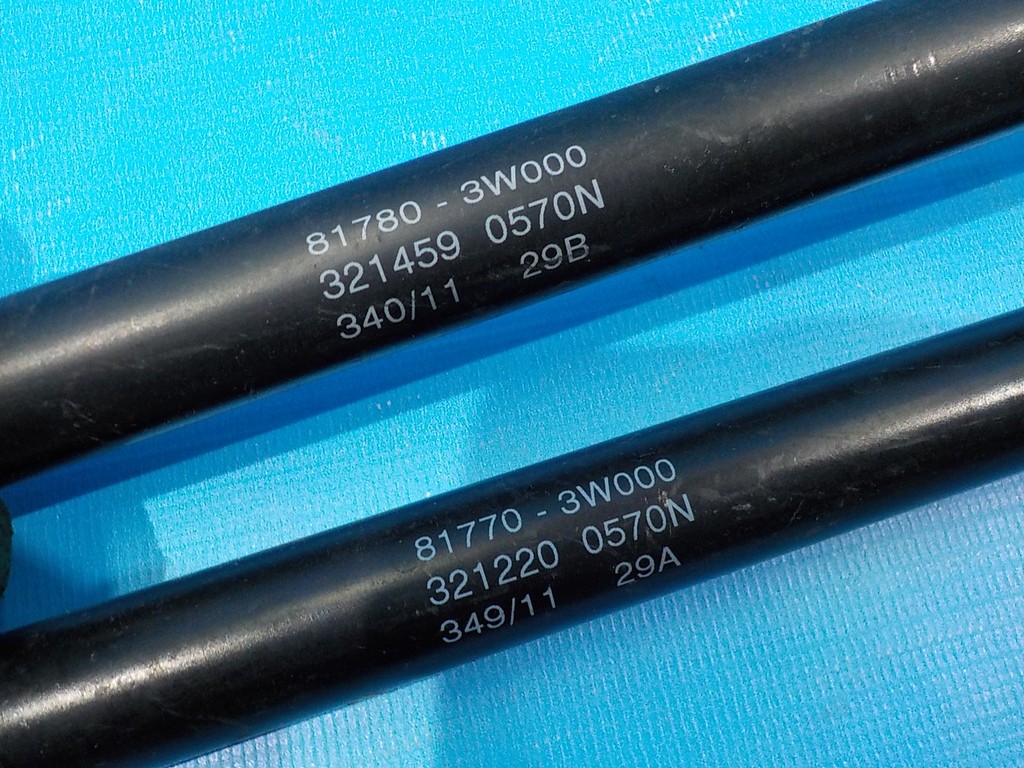 81780 - 3W000
321459 0570N
340/11 29B
81770 - 3W000
321220 0570N
349/11 29A